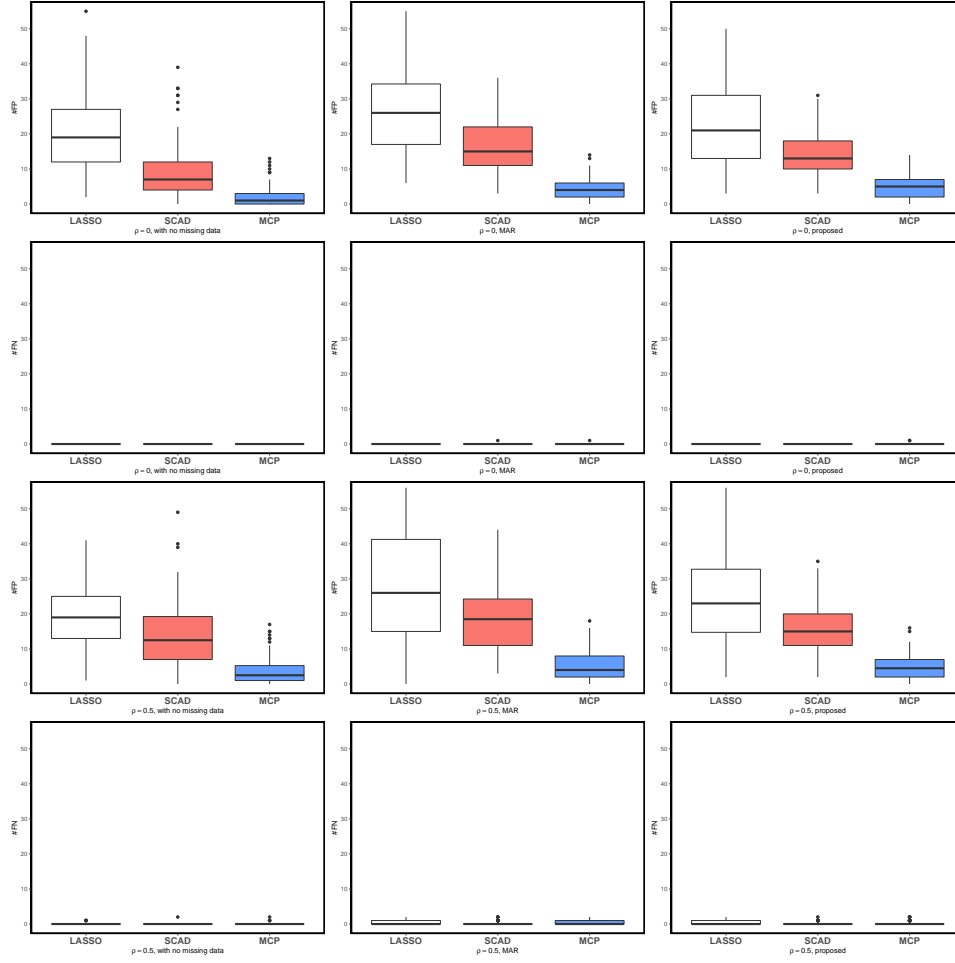 #FP
50
40
30
20
10
0
LASSO SCAD MCP
ρ = 0, with no missing data
#FP
50
40
30
20
10
0
LASSO SCAD MCP
ρ = 0, MAR
#FP
50
40
30
20
10
0
LASSO SCAD MCP
ρ = 0, proposed
#FN
50
40
30
20
10
0
LASSO SCAD MCP
ρ = 0, with no missing data
#FN
50
40
30
20
10
0
LASSO SCAD MCP
ρ = 0, MAR
#FN
50
40
30
20
10
0
LASSO SCAD MCP
ρ = 0, proposed
#FP
50
40
30
20
10
0
LASSO SCAD MCP
ρ = 0.5, with no missing data
#FP
50
40
30
20
10
0
LASSO SCAD MCP
ρ = 0.5, MAR
#FP
50
40
30
20
10
0
LASSO SCAD MCP
ρ = 0.5, proposed
#FN
50
40
30
20
10
0
LASSO SCAD MCP
ρ = 0.5, with no missing data
#FN
50
40
30
20
10
0
LASSO SCAD MCP
ρ = 0.5, MAR
#FN
50
40
30
20
10
0
LASSO SCAD MCP
ρ = 0.5, proposed